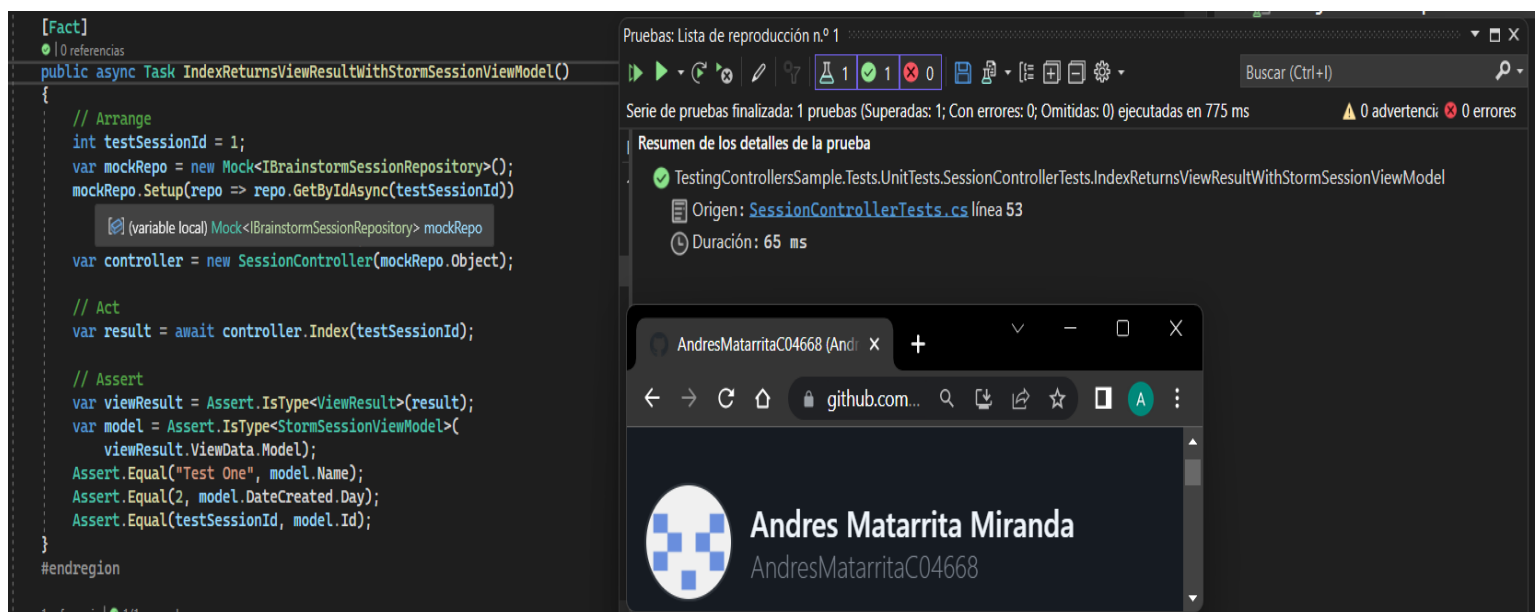 [Fact]
0 referencias
public async Task IndexReturnsViewResultWithStormSessionViewModel()
{
// Arrange
int testSessionId = 1;
var mockRepo = new Mock<IBrainstormSessionRepository>();
mockRepo.Setup(repo => repo.GetByIdAsync(testSessionId))
(variable local) Mock<IBrainstormSessionRepository> mockRepo
var controller = new SessionController(mockRepo.Object);
// Act
var result = await controller.Index(testSessionId);
// Assert
var viewResult = Assert.IsType<ViewResult>(result);
var model = Assert.IsType<StormSessionViewModel>(
viewResult.ViewData.Model);
Assert.Equal("Test One", model.Name);
Assert.Equal(2, model.DateCreated.Day);
Assert.Equal(testSessionId, model.Id);
}
#endregion
Pruebas: Lista de reproducción n.º 1
1 1 0
Buscar (Ctrl+I)
Serie de pruebas finalizada: 1 pruebas (Superadas: 1; Con errores: 0; Omitidas: 0) ejecutadas en 775 ms
0 advertenci
0 errores
Resumen de los detalles de la prueba
TestingControllersSample.Tests.UnitTests.SessionControllerTests.IndexReturnsViewResultWithStormSessionViewModel
Origen: SessionControllerTests.cs línea 53
Duración: 65 ms
AndresMatarritaC04668 (Andr
github.com...
A
Andres Matarrita Miranda
AndresMatarritaC04668